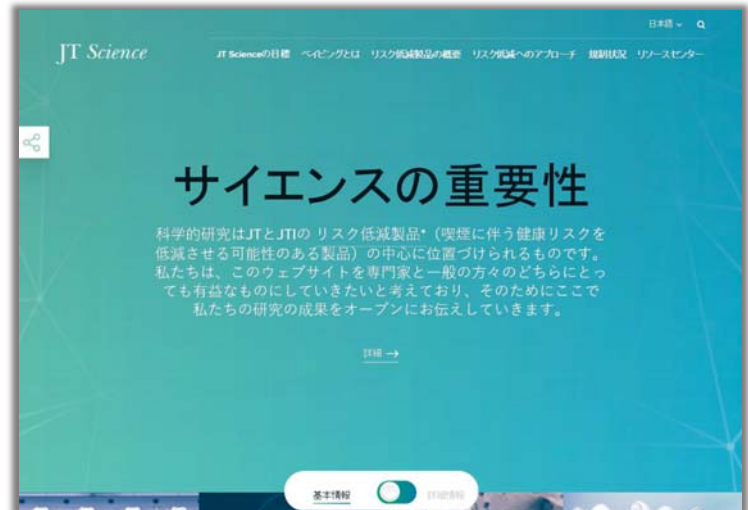 日本語
JT Science
JT Scienceの目標 ベイピングとは リスク低減製品の概要 リスク低減へのアプローチ 規制状況 リソースセンター
サイエンスの重要性
科学的研究はJTとJTIの リスク低減製品*（喫煙に伴う健康リスクを
低減させる可能性のある製品）の中心に位置づけられるものです。
私たちは、このウェブサイトを専門家と一般の方々のどちらにとっ
ても有益なものにしていきたいと考えており、そのためにここで
私たちの研究の成果をオープンにお伝えしていきます。
詳細 →
基本情報 詳細情報